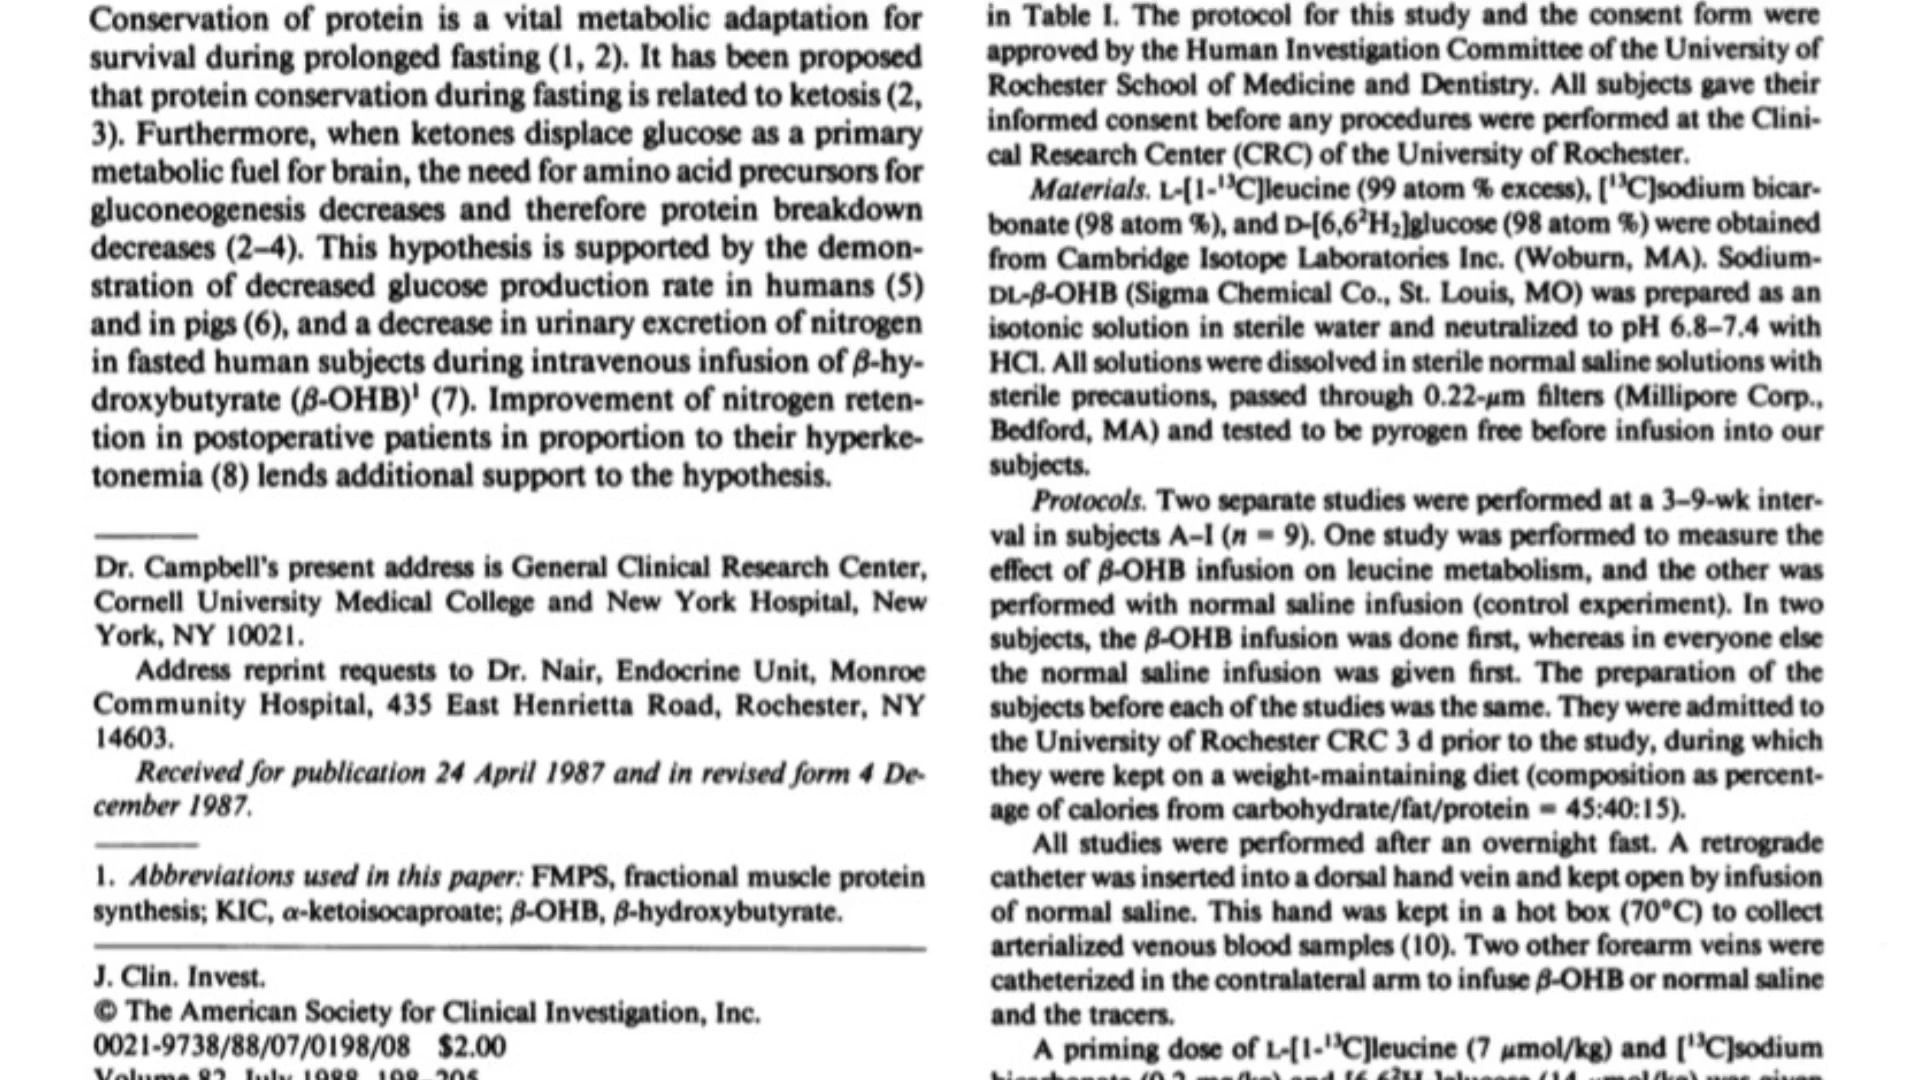 Conservation of protein is a vital metabolic adaptation for
survival during prolonged fasting (1, 2). It has been proposed
that protein conservation during fasting is related to ketosis (2,
3). Furthermore, when ketones displace glucose as a primary
metabolic fuel for brain, the need for amino acid precursors for
gluconeogenesis decreases and therefore protein breakdown
decreases (2–4). This hypothesis is supported by the demon-
stration of decreased glucose production rate in humans (5)
and in pigs (6), and a decrease in urinary excretion of nitrogen
in fasted human subjects during intravenous infusion of β-hy-
droxybutyrate (β-OHB)¹ (7). Improvement of nitrogen reten-
tion in postoperative patients in proportion to their hyperke-
tonemia (8) lends additional support to the hypothesis.
Dr. Campbell's present address is General Clinical Research Center,
Cornell University Medical College and New York Hospital, New
York, NY 10021.
Address reprint requests to Dr. Nair, Endocrine Unit, Monroe
Community Hospital, 435 East Henrietta Road, Rochester, NY
14603.
Received for publication 24 April 1987 and in revised form 4 De-
cember 1987.
1. Abbreviations used in this paper: FMPS, fractional muscle protein
synthesis; KIC, α-ketoisocaproate; β-OHB, β-hydroxybutyrate.
J. Clin. Invest.
© The American Society for Clinical Investigation, Inc.
0021-9738/88/07/0198/08 $2.00
Volume 82, July 1988, 198–205
in Table I. The protocol for this study and the consent form were
approved by the Human Investigation Committee of the University of
Rochester School of Medicine and Dentistry. All subjects gave their
informed consent before any procedures were performed at the Clini-
cal Research Center (CRC) of the University of Rochester.
Materials. L-[1-¹³C]leucine (99 atom % excess), [¹³C]sodium bicar-
bonate (98 atom %), and D-[6,6²H₂]glucose (98 atom %) were obtained
from Cambridge Isotope Laboratories Inc. (Woburn, MA). Sodium-
DL-β-OHB (Sigma Chemical Co., St. Louis, MO) was prepared as an
isotonic solution in sterile water and neutralized to pH 6.8–7.4 with
HCl. All solutions were dissolved in sterile normal saline solutions with
sterile precautions, passed through 0.22-μm filters (Millipore Corp.,
Bedford, MA) and tested to be pyrogen free before infusion into our
subjects.
Protocols. Two separate studies were performed at a 3–9-wk inter-
val in subjects A–I (n = 9). One study was performed to measure the
effect of β-OHB infusion on leucine metabolism, and the other was
performed with normal saline infusion (control experiment). In two
subjects, the β-OHB infusion was done first, whereas in everyone else
the normal saline infusion was given first. The preparation of the
subjects before each of the studies was the same. They were admitted to
the University of Rochester CRC 3 d prior to the study, during which
they were kept on a weight-maintaining diet (composition as percent-
age of calories from carbohydrate/fat/protein = 45:40:15).
All studies were performed after an overnight fast. A retrograde
catheter was inserted into a dorsal hand vein and kept open by infusion
of normal saline. This hand was kept in a hot box (70°C) to collect
arterialized venous blood samples (10). Two other forearm veins were
catheterized in the contralateral arm to infuse β-OHB or normal saline
and the tracers.
A priming dose of L-[1-¹³C]leucine (7 μmol/kg) and [¹³C]sodium
bicarbonate (0.2 mg/kg) and [6,6²H₂]glucose (14 μmol/kg) was given